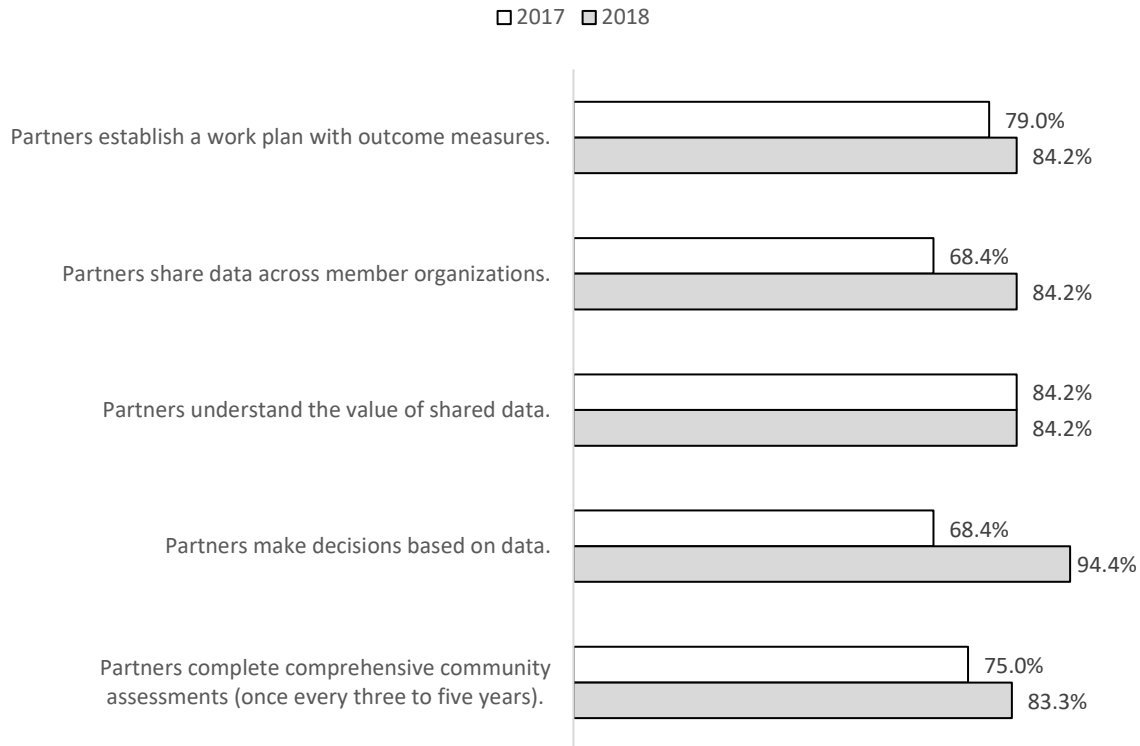 2017 2018
Partners establish a work plan with outcome measures.
79.0%
84.2%
Partners share data across member organizations.
68.4%
84.2%
Partners understand the value of shared data.
84.2%
84.2%
Partners make decisions based on data.
68.4%
94.4%
Partners complete comprehensive community
assessments (once every three to five years).
75.0%
83.3%